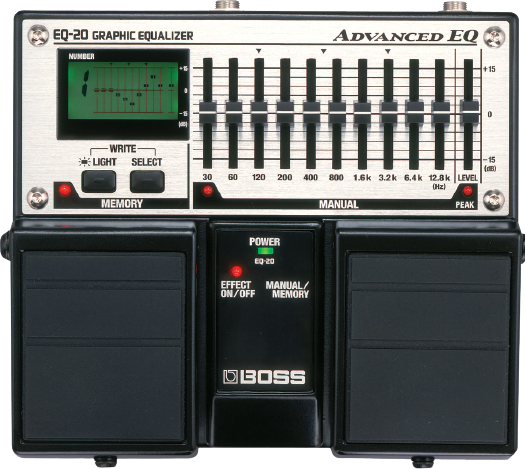 EQ-20 GRAPHIC EQUALIZER
ADVANCED EQ
NUMBER
1
+15
0
-15
(dB)
+15
0
-15
(dB)
WRITE
LIGHT SELECT
30 60 120 200 400 800 1.6k 3.2k 6.4k 12.8k LEVEL
(Hz)
MEMORY MANUAL PEAK
POWER
EQ-20
EFFECT ON/OFF
MANUAL/ MEMORY
BOSS